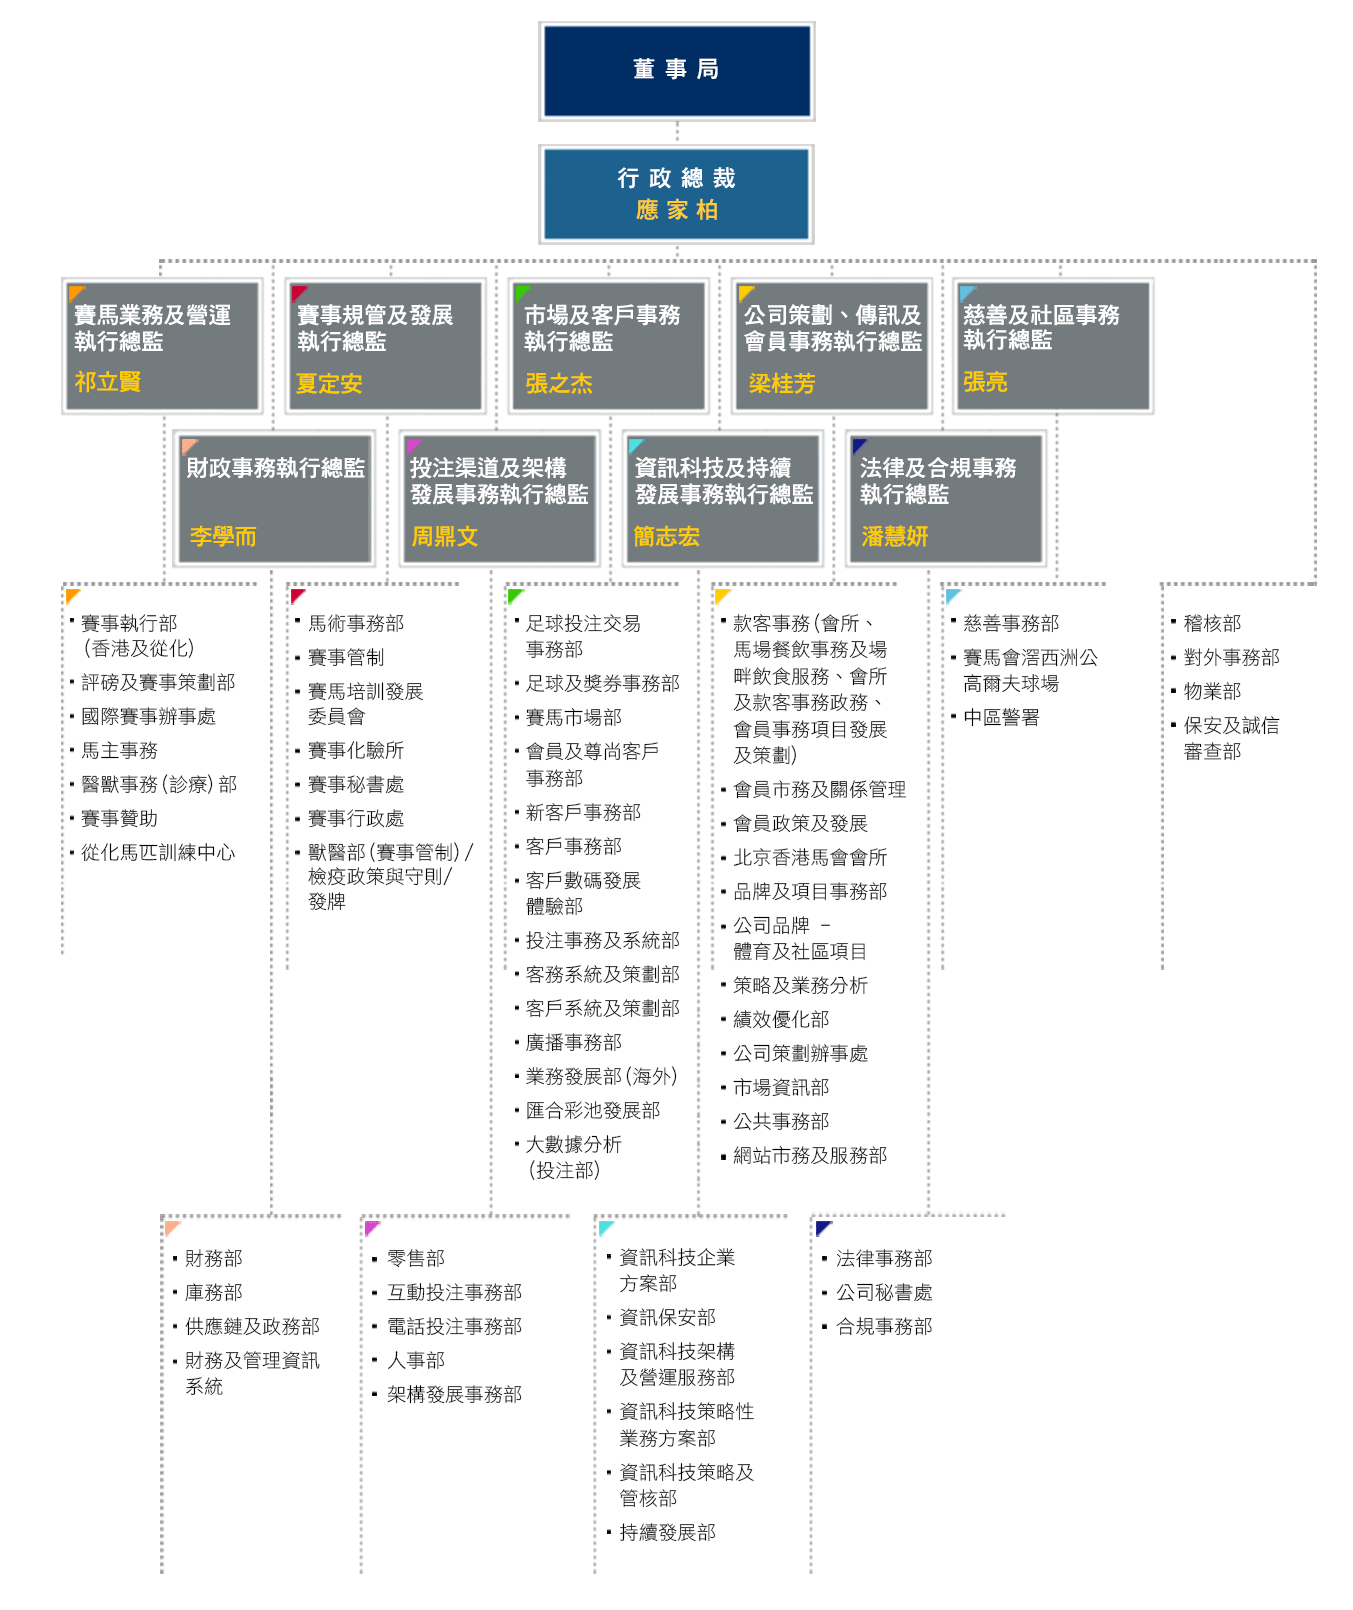 董事局
行政總裁
應家柏
賽馬業務及營運
執行總監
祁立賢
賽事規管及發展
執行總監
夏定安
市場及客戶事務
執行總監
張之杰
公司策劃、傳訊及
會員事務執行總監
梁桂芳
慈善及社區事務
執行總監
張亮
財政事務執行總監
李學而
投注渠道及架構
發展事務執行總監
周鼎文
資訊科技及持續
發展事務執行總監
簡志宏
法律及合規事務
執行總監
潘慧妍
賽事執行部
(香港及從化)
評磅及賽事策劃部
國際賽事辦事處
馬主事務
醫獸事務(診療)部
賽事贊助
從化馬匹訓練中心
馬術事務部
賽事管制
賽馬培訓發展
委員會
賽事化驗所
賽事秘書處
賽事行政處
獸醫部(賽事管制)/
檢疫政策與守則/
發牌
足球投注交易
事務部
足球及獎券事務部
賽馬市場部
會員及尊尚客戶
事務部
新客戶事務部
客戶事務部
客戶數碼發展
體驗部
投注事務及系統部
客務系統及策劃部
客戶系統及策劃部
廣播事務部
業務發展部(海外)
匯合彩池發展部
大數據分析
(投注部)
款客事務(會所、
馬場餐飲事務及場
畔飲食服務、會所
及款客事務政務、
會員事務項目發展
及策劃)
會員市務及關係管理
會員政策及發展
北京香港馬會會所
品牌及項目事務部
公司品牌 –
體育及社區項目
策略及業務分析
績效優化部
公司策劃辦事處
市場資訊部
公共事務部
網站市務及服務部
慈善事務部
賽馬會滘西洲公
高爾夫球場
中區警署
稽核部
對外事務部
物業部
保安及誠信
審查部
財務部
庫務部
供應鏈及政務部
財務及管理資訊
系統
零售部
互動投注事務部
電話投注事務部
人事部
架構發展事務部
資訊科技企業
方案部
資訊保安部
資訊科技架構
及營運服務部
資訊科技策略性
業務方案部
資訊科技策略及
管核部
持續發展部
法律事務部
公司秘書處
合規事務部